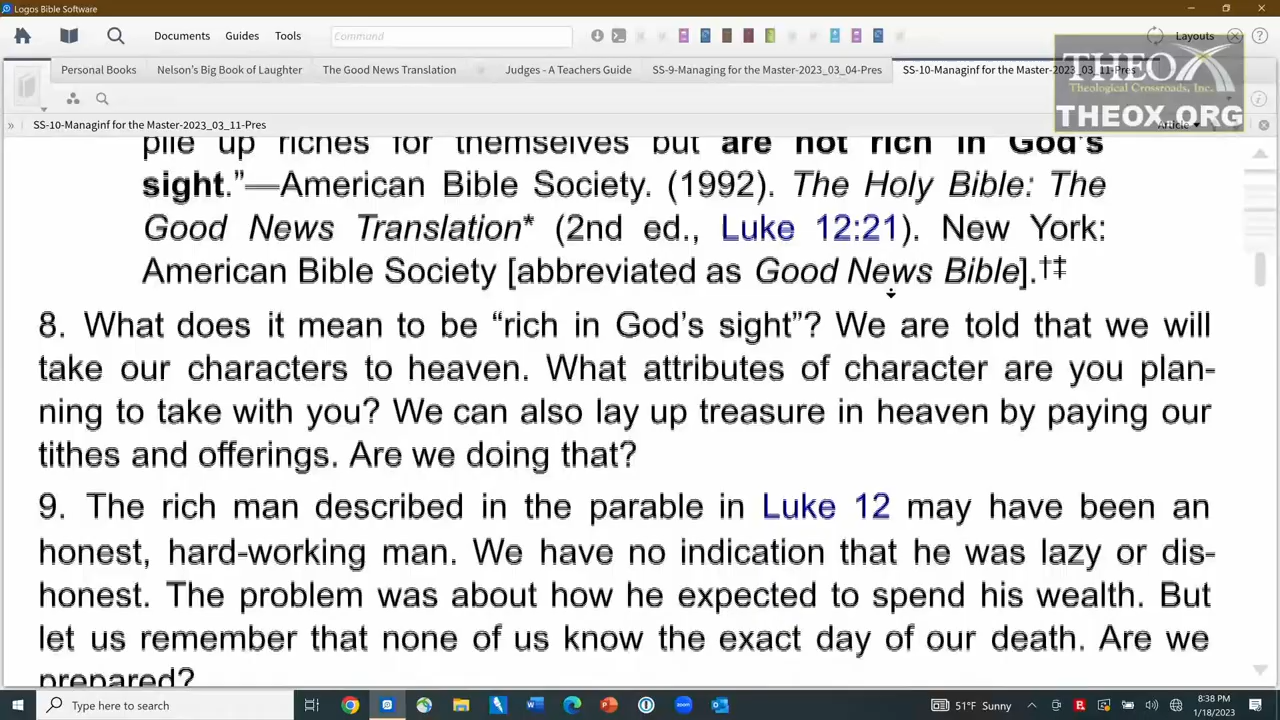 Logos Bible Software
Documents Guides Tools Command Layouts
Personal Books Nelson's Big Book of Laughter The Ga Judges - A Teachers Guide SS-9-Managing for the Master-2023_03_04-Pres SS-10-Managinf for the Master-2023_03_11-Pres
THEOX
Theological Crossroads, Inc.
THEOX.ORG
SS-10-Managinf for the Master-2023_03_11-Pres Article
pile up riches for themselves but are not rich in God's
sight.”—American Bible Society. (1992). The Holy Bible: The
Good News Translation* (2nd ed., Luke 12:21). New York:
American Bible Society [abbreviated as Good News Bible].†‡
8. What does it mean to be “rich in God’s sight”? We are told that we will
take our characters to heaven. What attributes of character are you plan-
ning to take with you? We can also lay up treasure in heaven by paying our
tithes and offerings. Are we doing that?
9. The rich man described in the parable in Luke 12 may have been an
honest, hard-working man. We have no indication that he was lazy or dis-
honest. The problem was about how he expected to spend his wealth. But
let us remember that none of us know the exact day of our death. Are we
prepared?
Type here to search 51°F Sunny 8:38 PM
1/18/2023